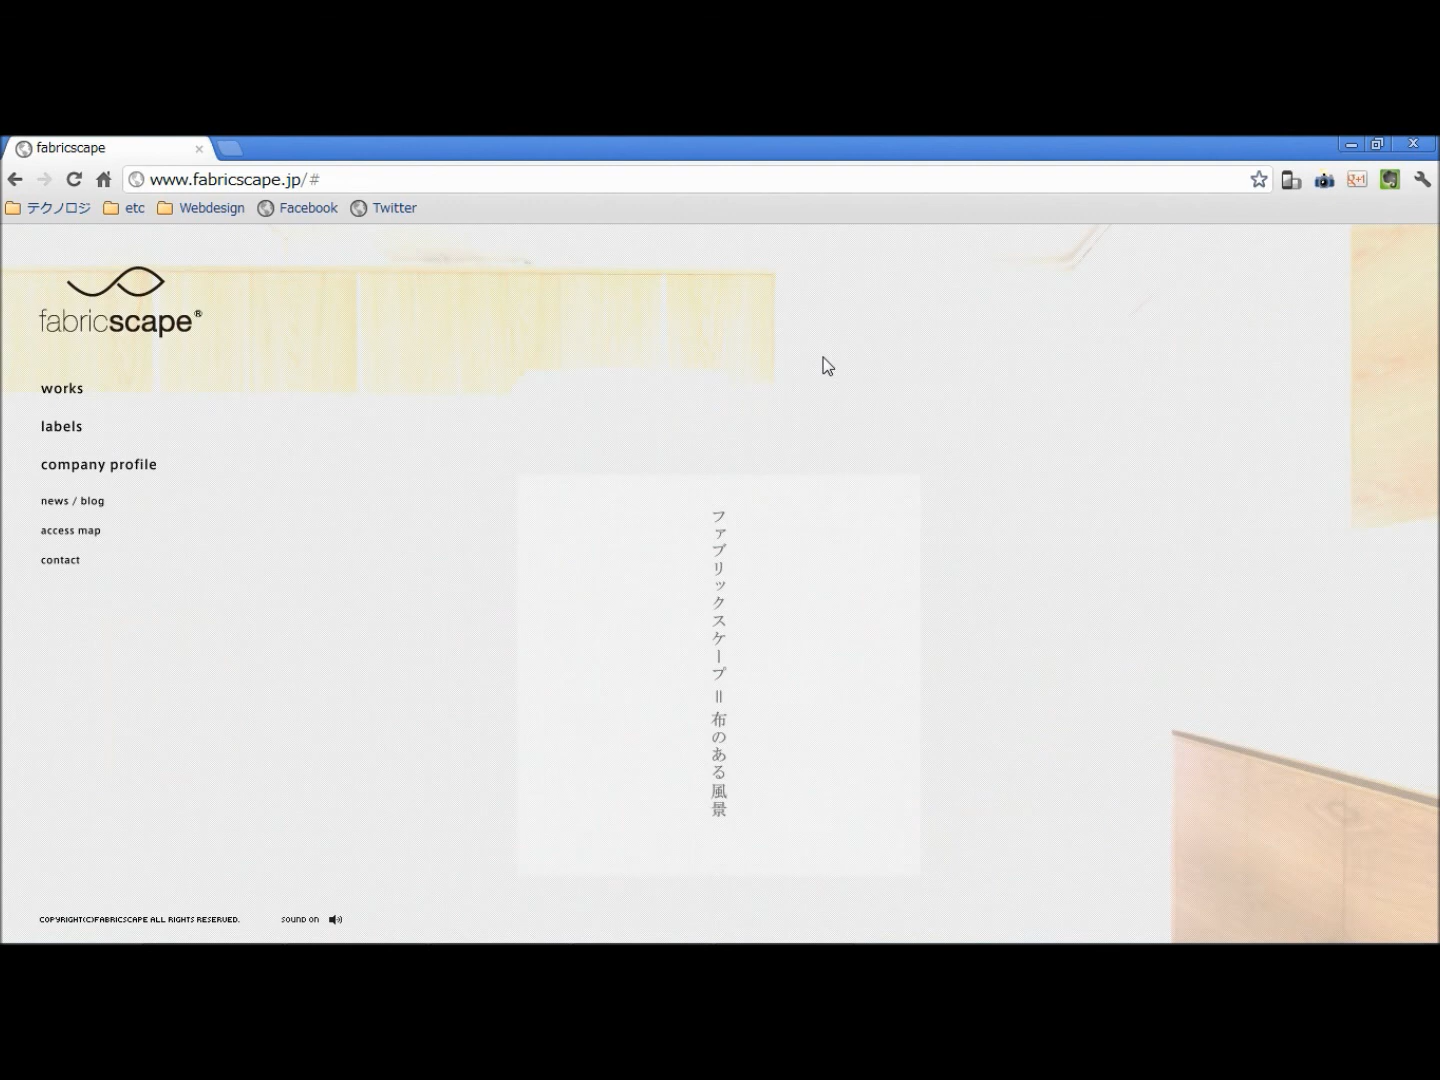 fabricscape
www.fabricscape.jp/#
テクノロジ etc Webdesign Facebook Twitter
fabricscape®
works
labels
company profile
news / blog
access map
contact
ファブリックスケープ＝布のある風景
COPYRIGHT(C)FABRICSCAPE ALL RIGHTS RESERVED. SOUND ON